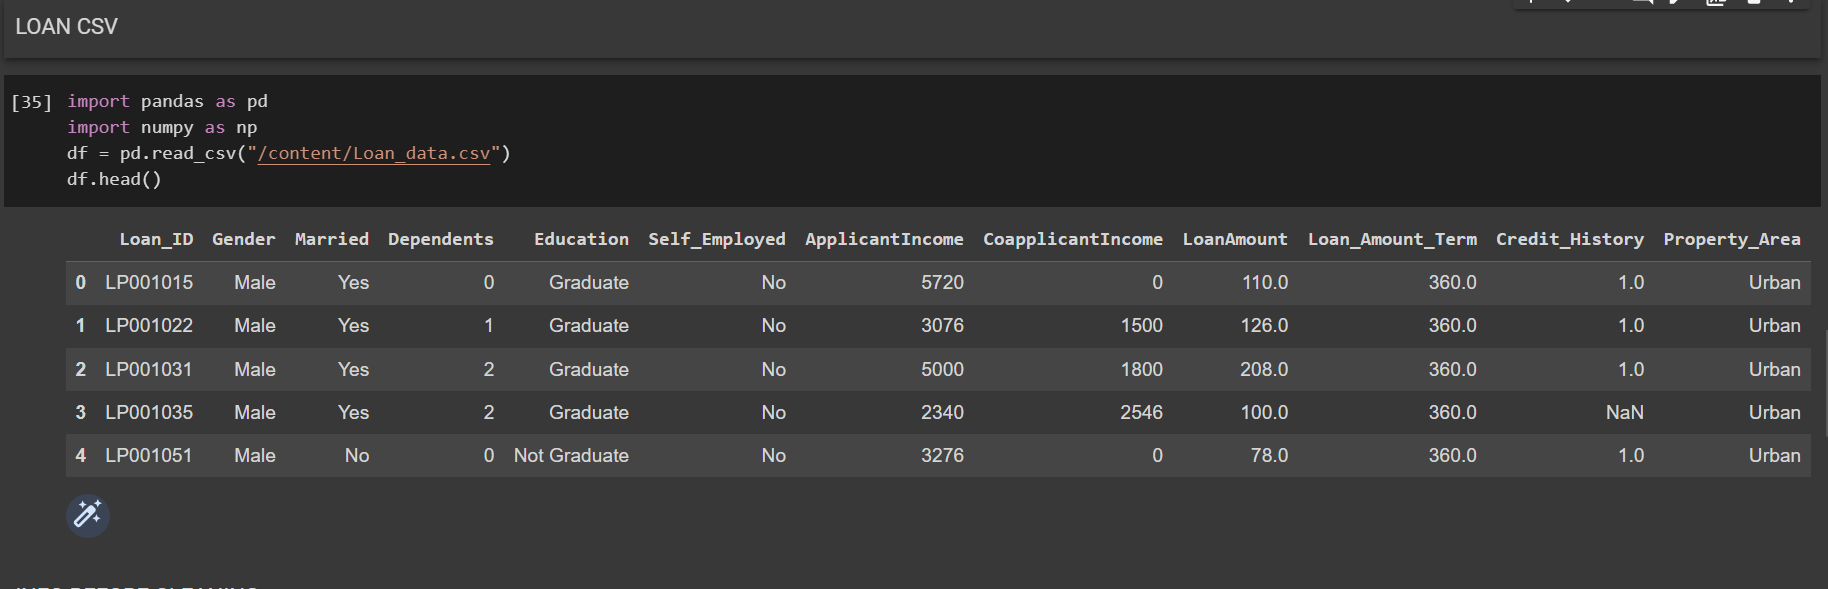 LOAN CSV
[35] import pandas as pd
import numpy as np
df = pd.read_csv("/content/Loan_data.csv")
df.head()
Loan_ID Gender Married Dependents Education Self_Employed ApplicantIncome CoapplicantIncome LoanAmount Loan_Amount_Term Credit_History Property_Area
0 LP001015 Male Yes 0 Graduate No 5720 0 110.0 360.0 1.0 Urban
1 LP001022 Male Yes 1 Graduate No 3076 1500 126.0 360.0 1.0 Urban
2 LP001031 Male Yes 2 Graduate No 5000 1800 208.0 360.0 1.0 Urban
3 LP001035 Male Yes 2 Graduate No 2340 2546 100.0 360.0 NaN Urban
4 LP001051 Male No 0 Not Graduate No 3276 0 78.0 360.0 1.0 Urban